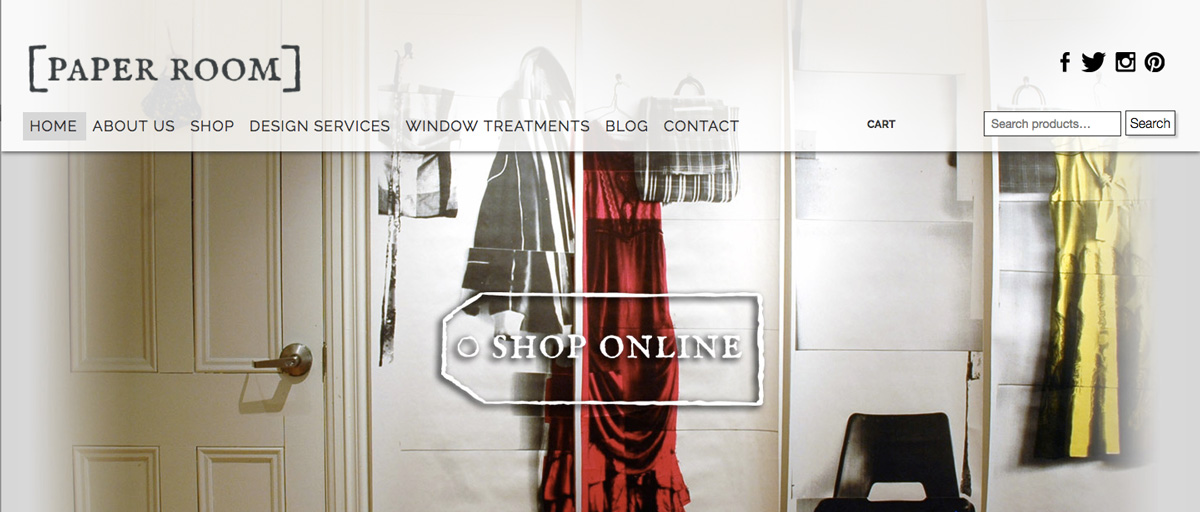 [PAPER ROOM]
HOME ABOUT US SHOP DESIGN SERVICES WINDOW TREATMENTS BLOG CONTACT CART Search products... Search
SHOP ONLINE